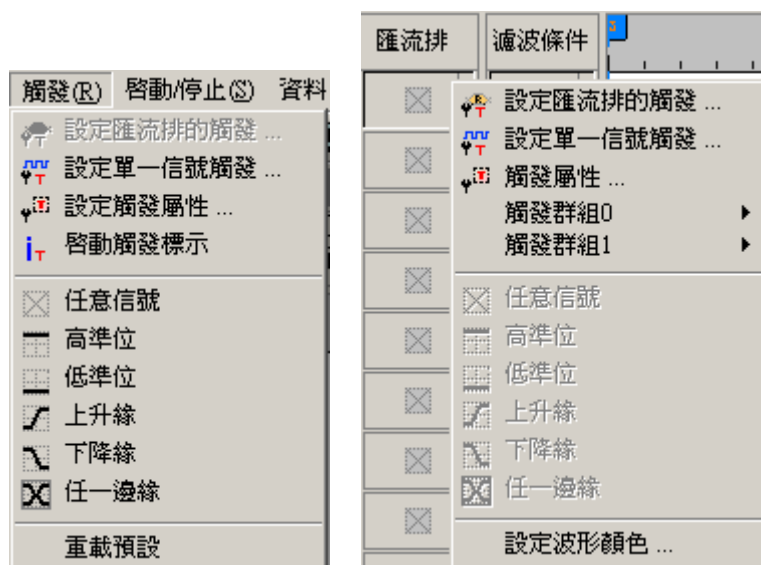 觸發(R) 啓動/停止(S) 資料
設定匯流排的觸發 ...
設定單一信號觸發 ...
設定觸發屬性 ...
啓動觸發標示
任意信號
高準位
低準位
上升緣
下降緣
任一邊緣
重載預設
匯流排 濾波條件
設定匯流排的觸發 ...
設定單一信號觸發 ...
觸發屬性 ...
觸發群組0
觸發群組1
任意信號
高準位
低準位
上升緣
下降緣
任一邊緣
設定波形顏色 ...